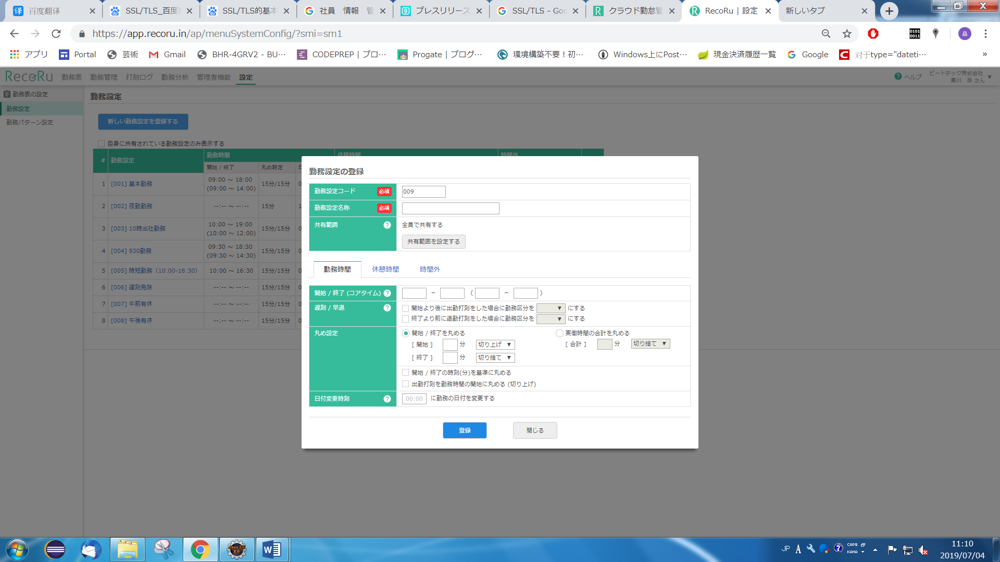 百度翻译
SSL/TLS_百度
SSL/TLS的基本
社員 情報 管
プレスリリース
SSL/TLS - Goo
クラウド勤怠管
RecoRu | 設定
新しいタブ
https://app.recoru.in/ap/menuSystemConfig/?smi=sm1
アプリ
Portal
芸術
Gmail
BHR-4GRV2 - BU…
CODEPREP | プロ…
Progate | プログ…
環境構築不要！初…
Windows上にPost…
現金決済履歴一覧
Google
对于type="dateti…
»
RecoRu
勤務表
勤務管理
打刻ログ
勤務分析
管理者機能
設定
ヘルプ
ビートテック株式会社
黒川 岳 さん
勤務表の設定
勤務設定
勤務パターン設定
勤務設定
新しい勤務設定を登録する
自身に共有されている勤務設定のみ表示する
# 勤務設定 勤務時間 休憩時間 時間外
開始 / 終了 丸め設定
1 [001] 基本勤務 09:00 ～ 18:00 (09:00 ～ 14:00) 15分/15分 0
2 [002] 夜勤勤務 --:-- ～ --:-- 15分 1
3 [003] 10時出社勤務 10:00 ～ 19:00 (10:00 ～ 12:00) 15分/15分 0
4 [004] 930勤務 09:30 ～ 18:30 (09:30 ～ 14:30) 15分/15分 0
5 [005] 時短勤務（10:00-16:30） 10:00 ～ 16:30 15分/15分 0
6 [006] 遅刻免除 --:-- ～ --:-- 15分/15分 0
7 [007] 午前有休 --:-- ～ --:-- 15分/15分 0
8 [008] 午後有休 --:-- ～ --:-- 15分/15分 0
勤務設定の登録
勤務設定コード 必須 009
勤務設定名称 必須
共有範囲 ? 全員で共有する
共有範囲を設定する
勤務時間 休憩時間 時間外
開始 / 終了 (コアタイム) ? – ( – )
遅刻 / 早退 ? 開始より後に出勤打刻をした場合に勤務区分を ▼ にする
終了より前に退勤打刻をした場合に勤務区分を ▼ にする
丸め設定 開始 / 終了を丸める 実働時間の合計を丸める
[ 開始 ] 分 切り上げ ▼ [ 合計 ] 分 切り捨て ▼
[ 終了 ] 分 切り捨て ▼
開始 / 終了の時刻(分)を基準に丸める
出勤打刻を勤務時間の開始に丸める (切り上げ)
日付変更時刻 ? 00:00 に勤務の日付を変更する
登録 閉じる
JP A CAPS
KANA
11:10
2019/07/04